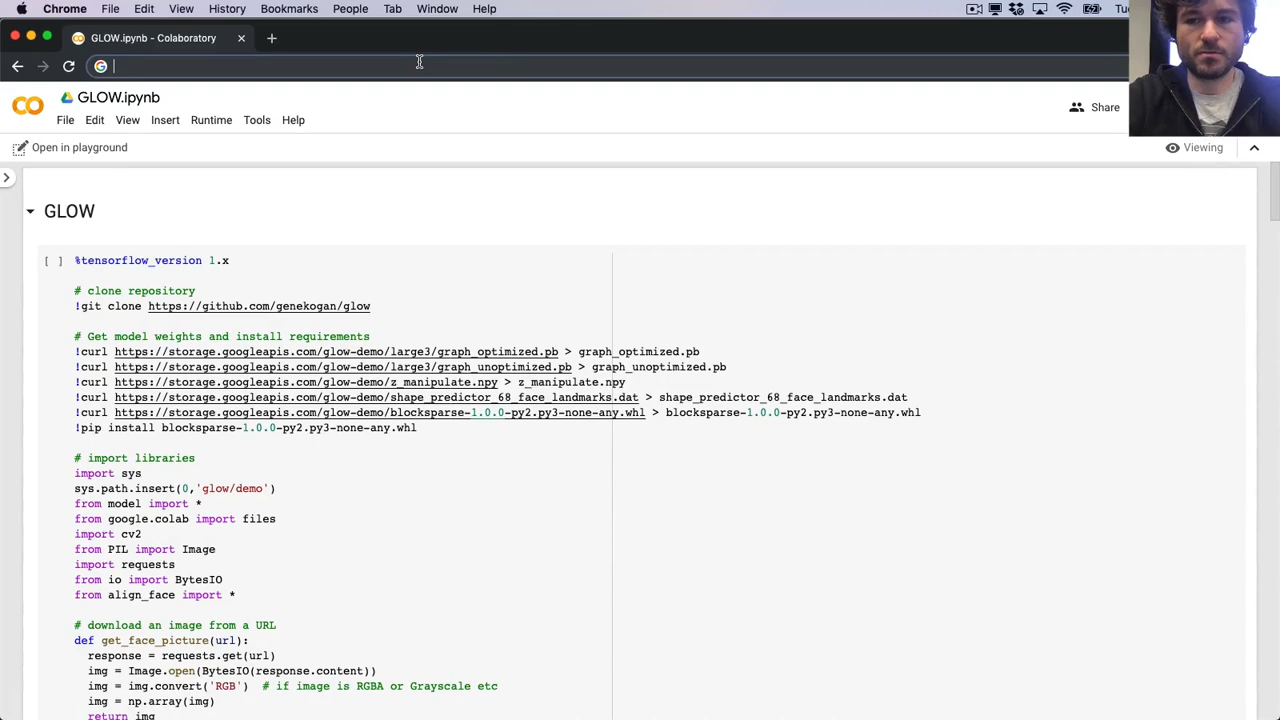 Chrome File Edit View History Bookmarks People Tab Window Help
GLOW.ipynb - Colaboratory
GLOW.ipynb
Share
File Edit View Insert Runtime Tools Help
Open in playground
Viewing
GLOW
[ ] %tensorflow_version 1.x
# clone repository
!git clone https://github.com/genekogan/glow
# Get model weights and install requirements
!curl https://storage.googleapis.com/glow-demo/large3/graph_optimized.pb > graph_optimized.pb
!curl https://storage.googleapis.com/glow-demo/large3/graph_unoptimized.pb > graph_unoptimized.pb
!curl https://storage.googleapis.com/glow-demo/z_manipulate.npy > z_manipulate.npy
!curl https://storage.googleapis.com/glow-demo/shape_predictor_68_face_landmarks.dat > shape_predictor_68_face_landmarks.dat
!curl https://storage.googleapis.com/glow-demo/blocksparse-1.0.0-py2.py3-none-any.whl > blocksparse-1.0.0-py2.py3-none-any.whl
!pip install blocksparse-1.0.0-py2.py3-none-any.whl
# import libraries
import sys
sys.path.insert(0,'glow/demo')
from model import *
from google.colab import files
import cv2
from PIL import Image
import requests
from io import BytesIO
from align_face import *
# download an image from a URL
def get_face_picture(url):
response = requests.get(url)
img = Image.open(BytesIO(response.content))
img = img.convert('RGB') # if image is RGBA or Grayscale etc
img = np.array(img)
return img